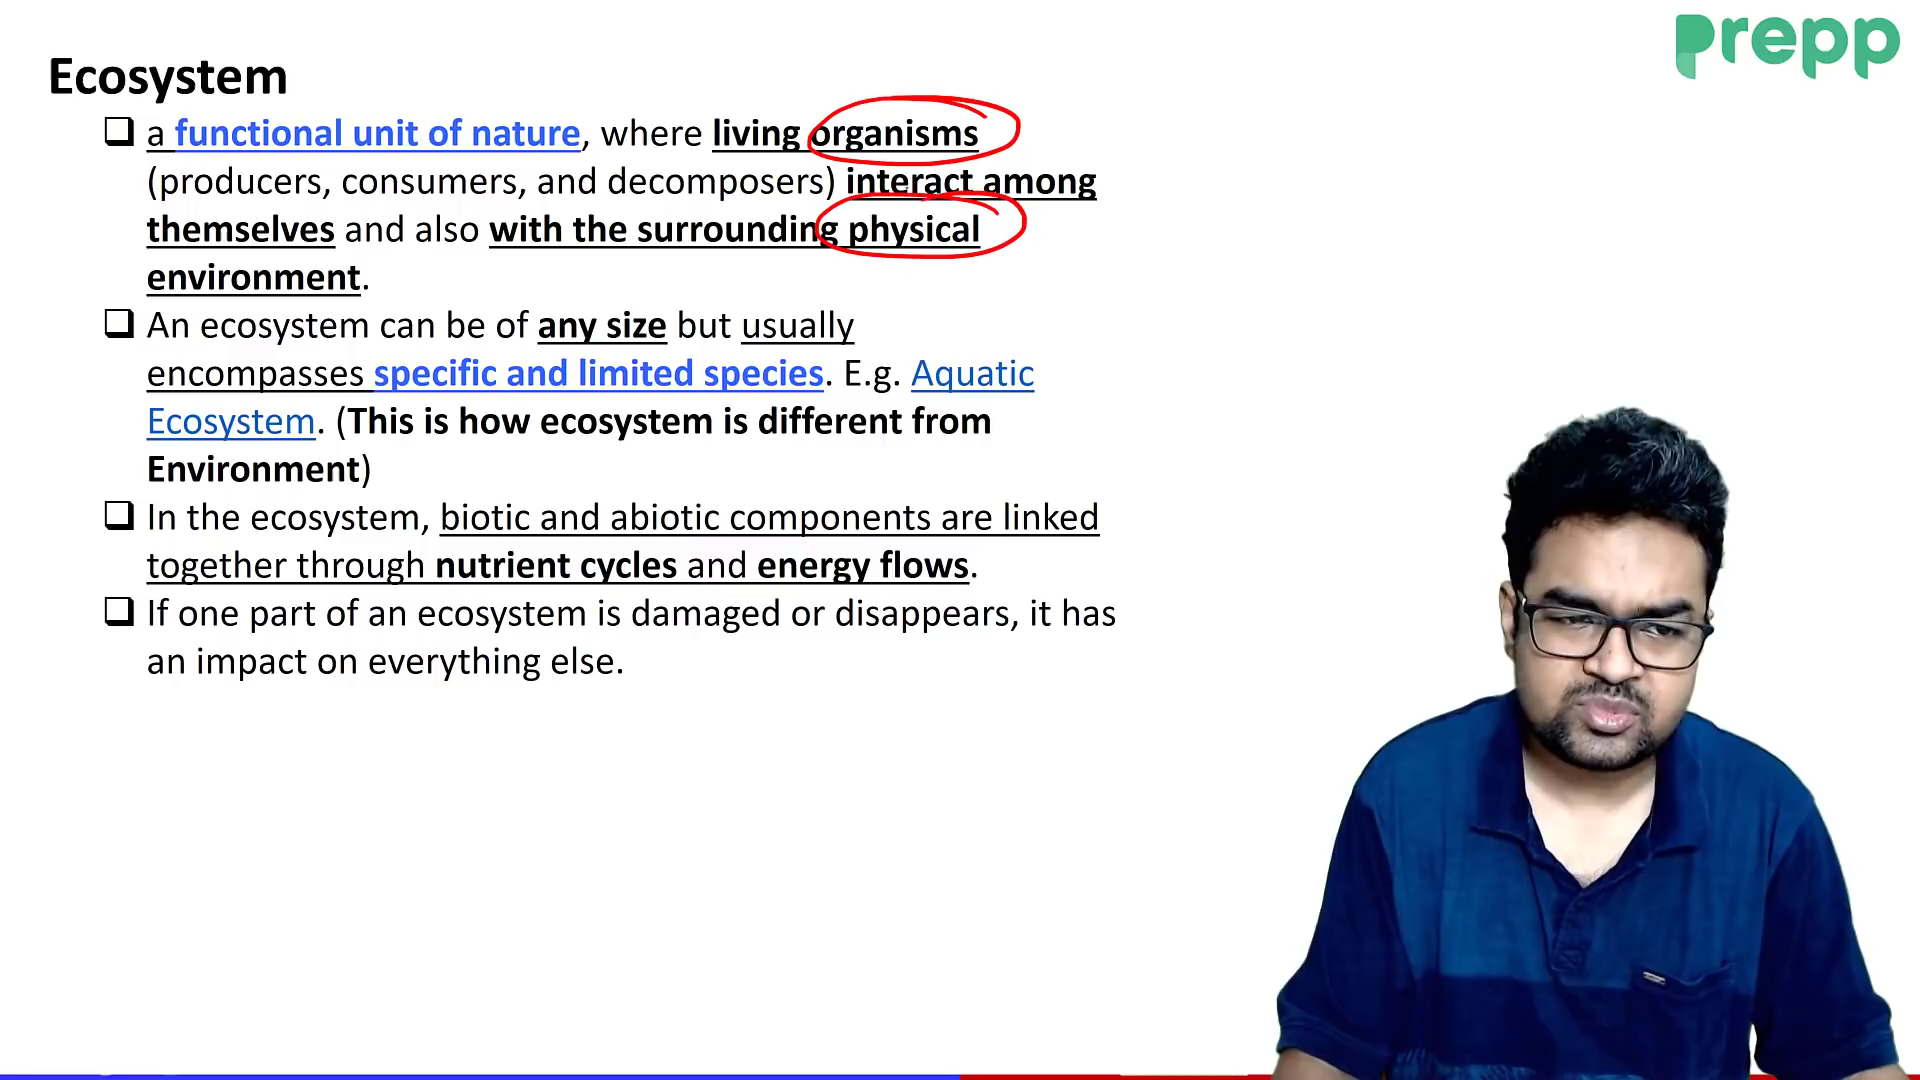 prepp
Ecosystem
a functional unit of nature, where living organisms
(producers, consumers, and decomposers) interact among
themselves and also with the surrounding physical
environment.
An ecosystem can be of any size but usually
encompasses specific and limited species. E.g. Aquatic
Ecosystem. (This is how ecosystem is different from
Environment)
In the ecosystem, biotic and abiotic components are linked
together through nutrient cycles and energy flows.
If one part of an ecosystem is damaged or disappears, it has
an impact on everything else.